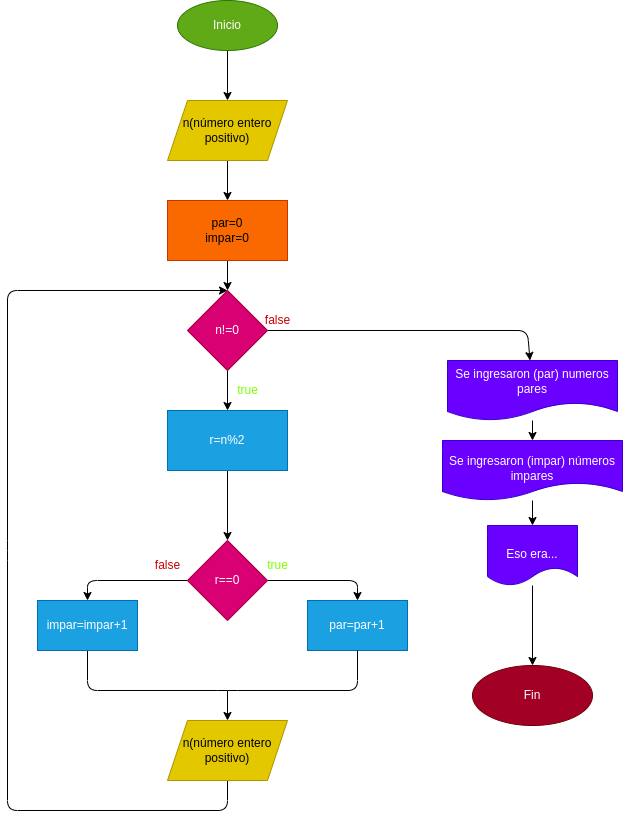 Inicio
n(número entero
positivo)
par=0
impar=0
n!=0
false
true
r=n%2
r==0
false
true
impar=impar+1
par=par+1
n(número entero
positivo)
Se ingresaron (par) numeros
pares
Se ingresaron (impar) números
impares
Eso era...
Fin